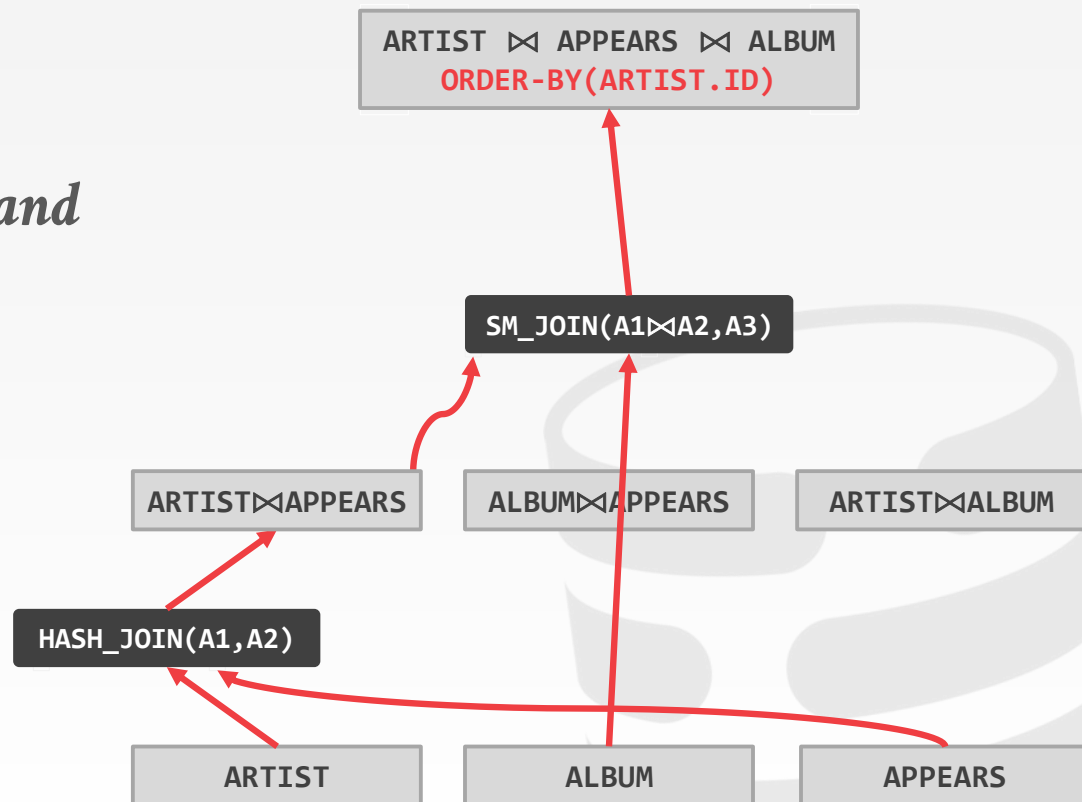 ARTIST ⋈ APPEARS ⋈ ALBUM
ORDER-BY(ARTIST.ID)
and
SM_JOIN(A1⋈A2,A3)
ARTIST⋈APPEARS
ALBUM⋈APPEARS
ARTIST⋈ALBUM
HASH_JOIN(A1,A2)
ARTIST
ALBUM
APPEARS